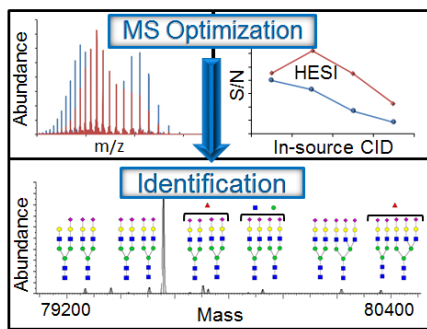 MS Optimization
Abundance
m/z
S/N
HESI
In-source CID
Identification
Abundance
79200
Mass
80400